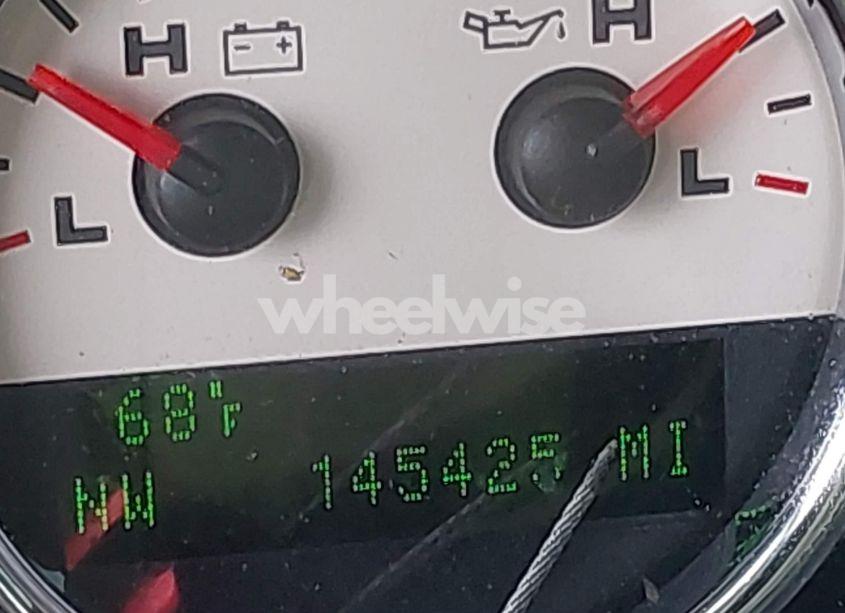 H - + H
L L
wheelwise
68°F
NW 145425 MI